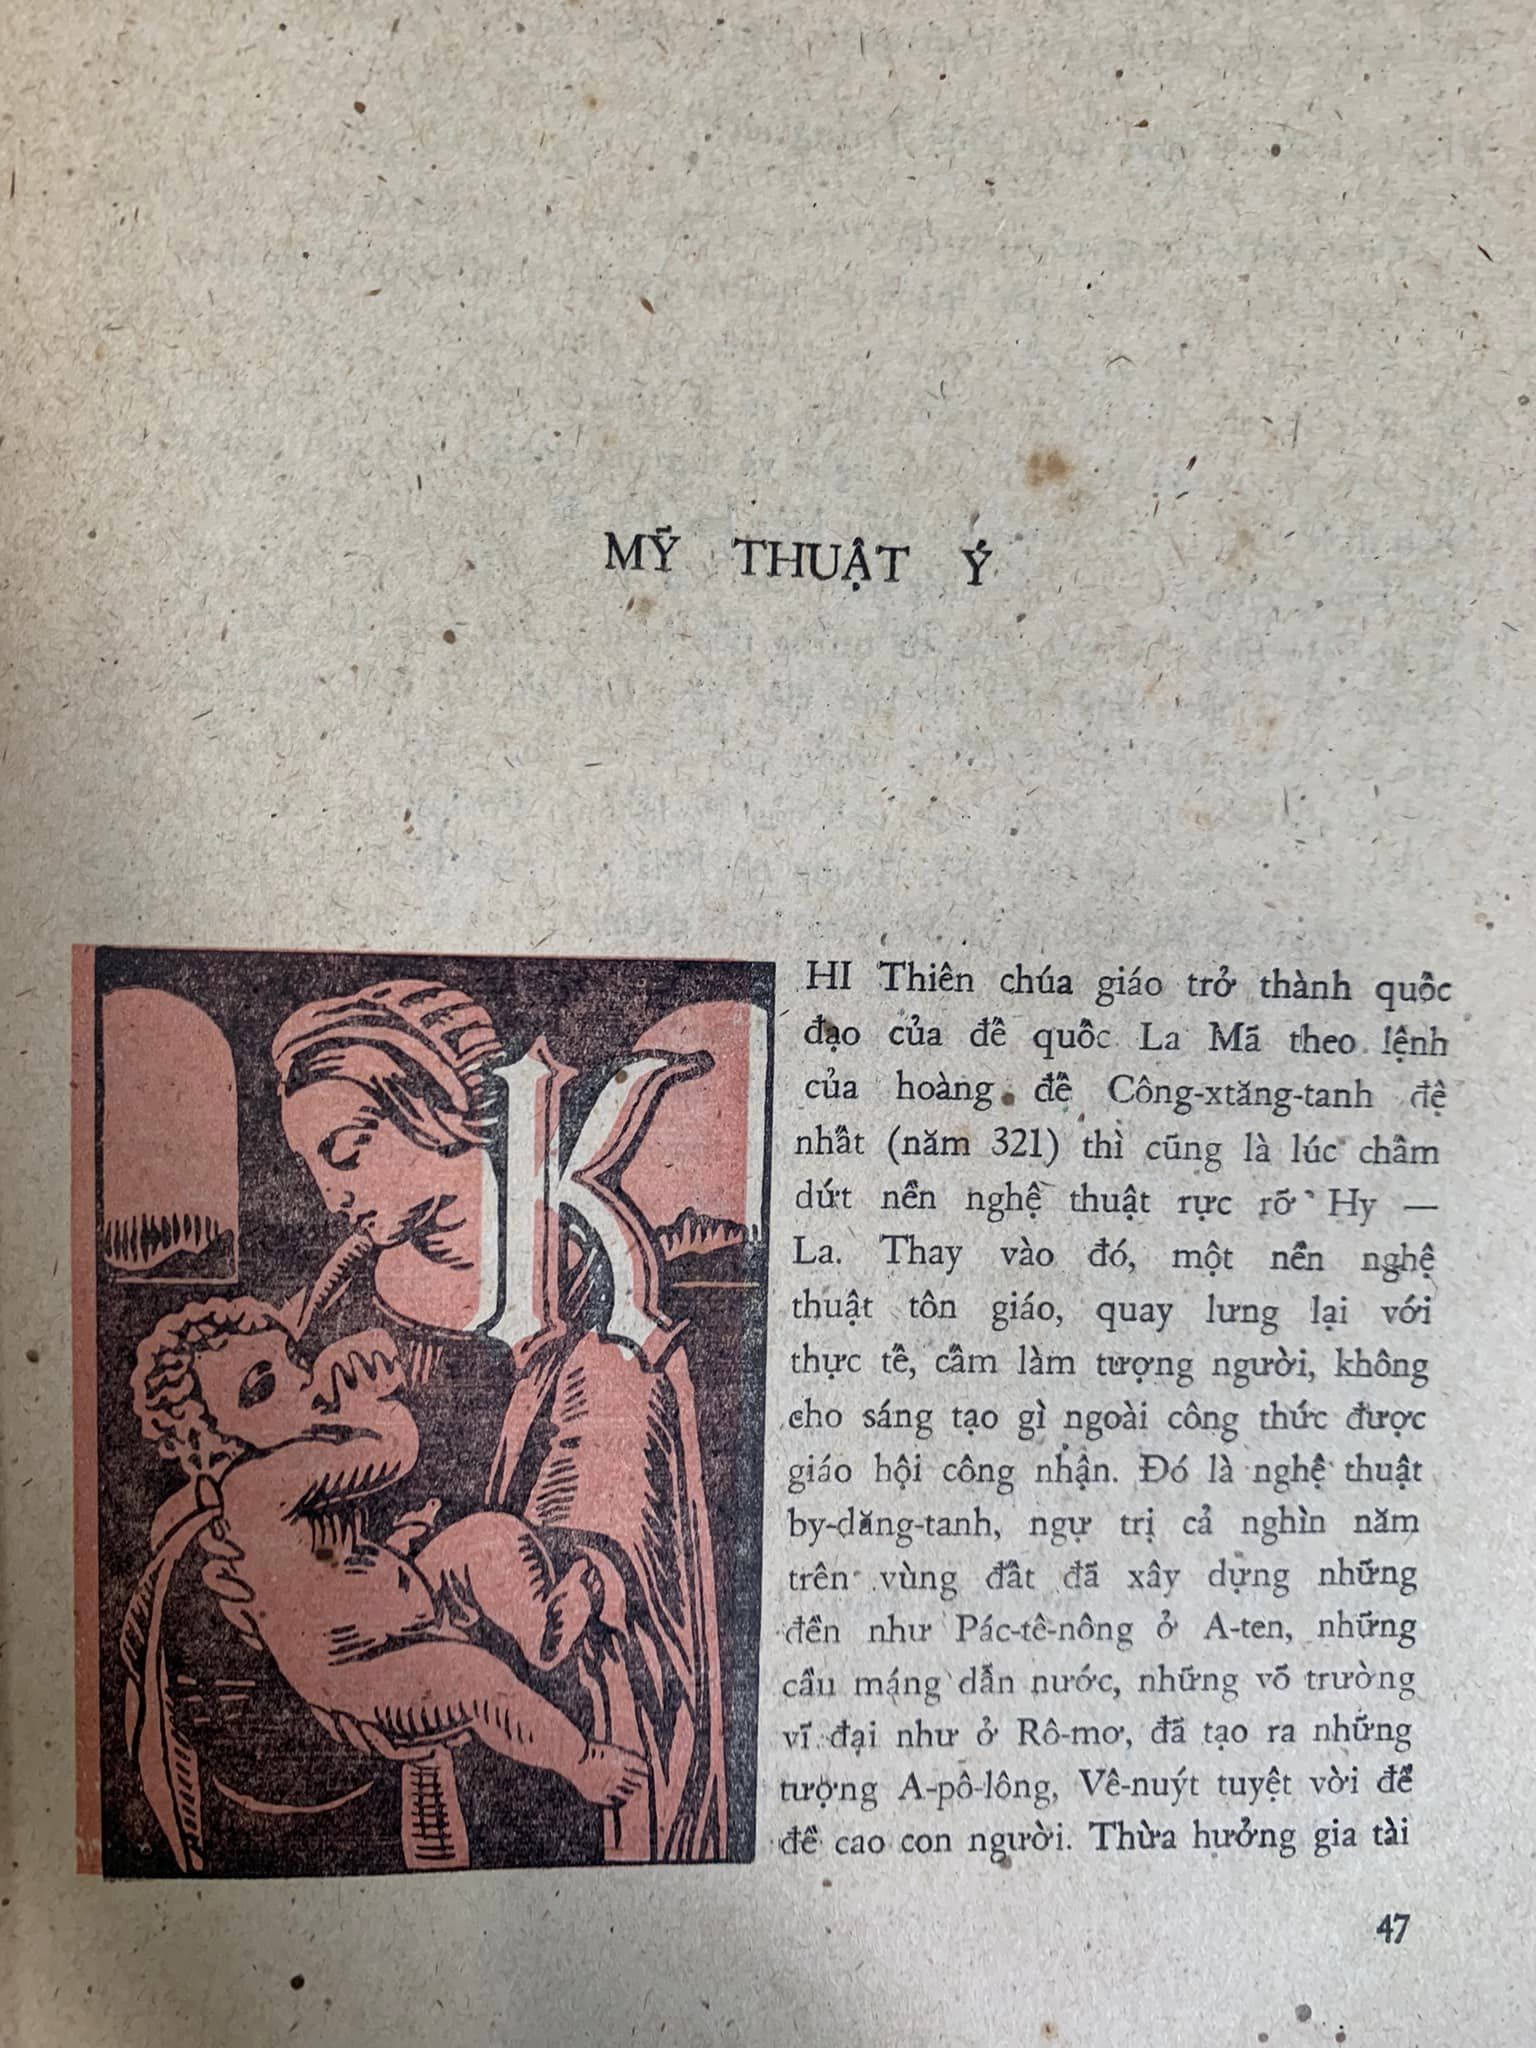 MỸ THUẬT Ý
K
HI Thiên chúa giáo trở thành quốc
đạo của đề quốc La Mã theo lệnh
của hoàng đề Công-xtăng-tanh đệ
nhất (năm 321) thì cũng là lúc chấm
dứt nền nghệ thuật rực rỡ Hy —
La. Thay vào đó, một nền nghệ
thuật tôn giáo, quay lưng lại với
thực tế, cấm làm tượng người, không
cho sáng tạo gì ngoài công thức được
giáo hội công nhận. Đó là nghệ thuật
by-dăng-tanh, ngự trị cả nghìn năm
trên vùng đất đã xây dựng những
đền như Pác-tê-nông ở A-ten, những
cầu máng dẫn nước, những võ trường
vĩ đại như ở Rô-mơ, đã tạo ra những
tượng A-pô-lông, Vê-nuýt tuyệt vời để
đề cao con người. Thừa hưởng gia tài
47